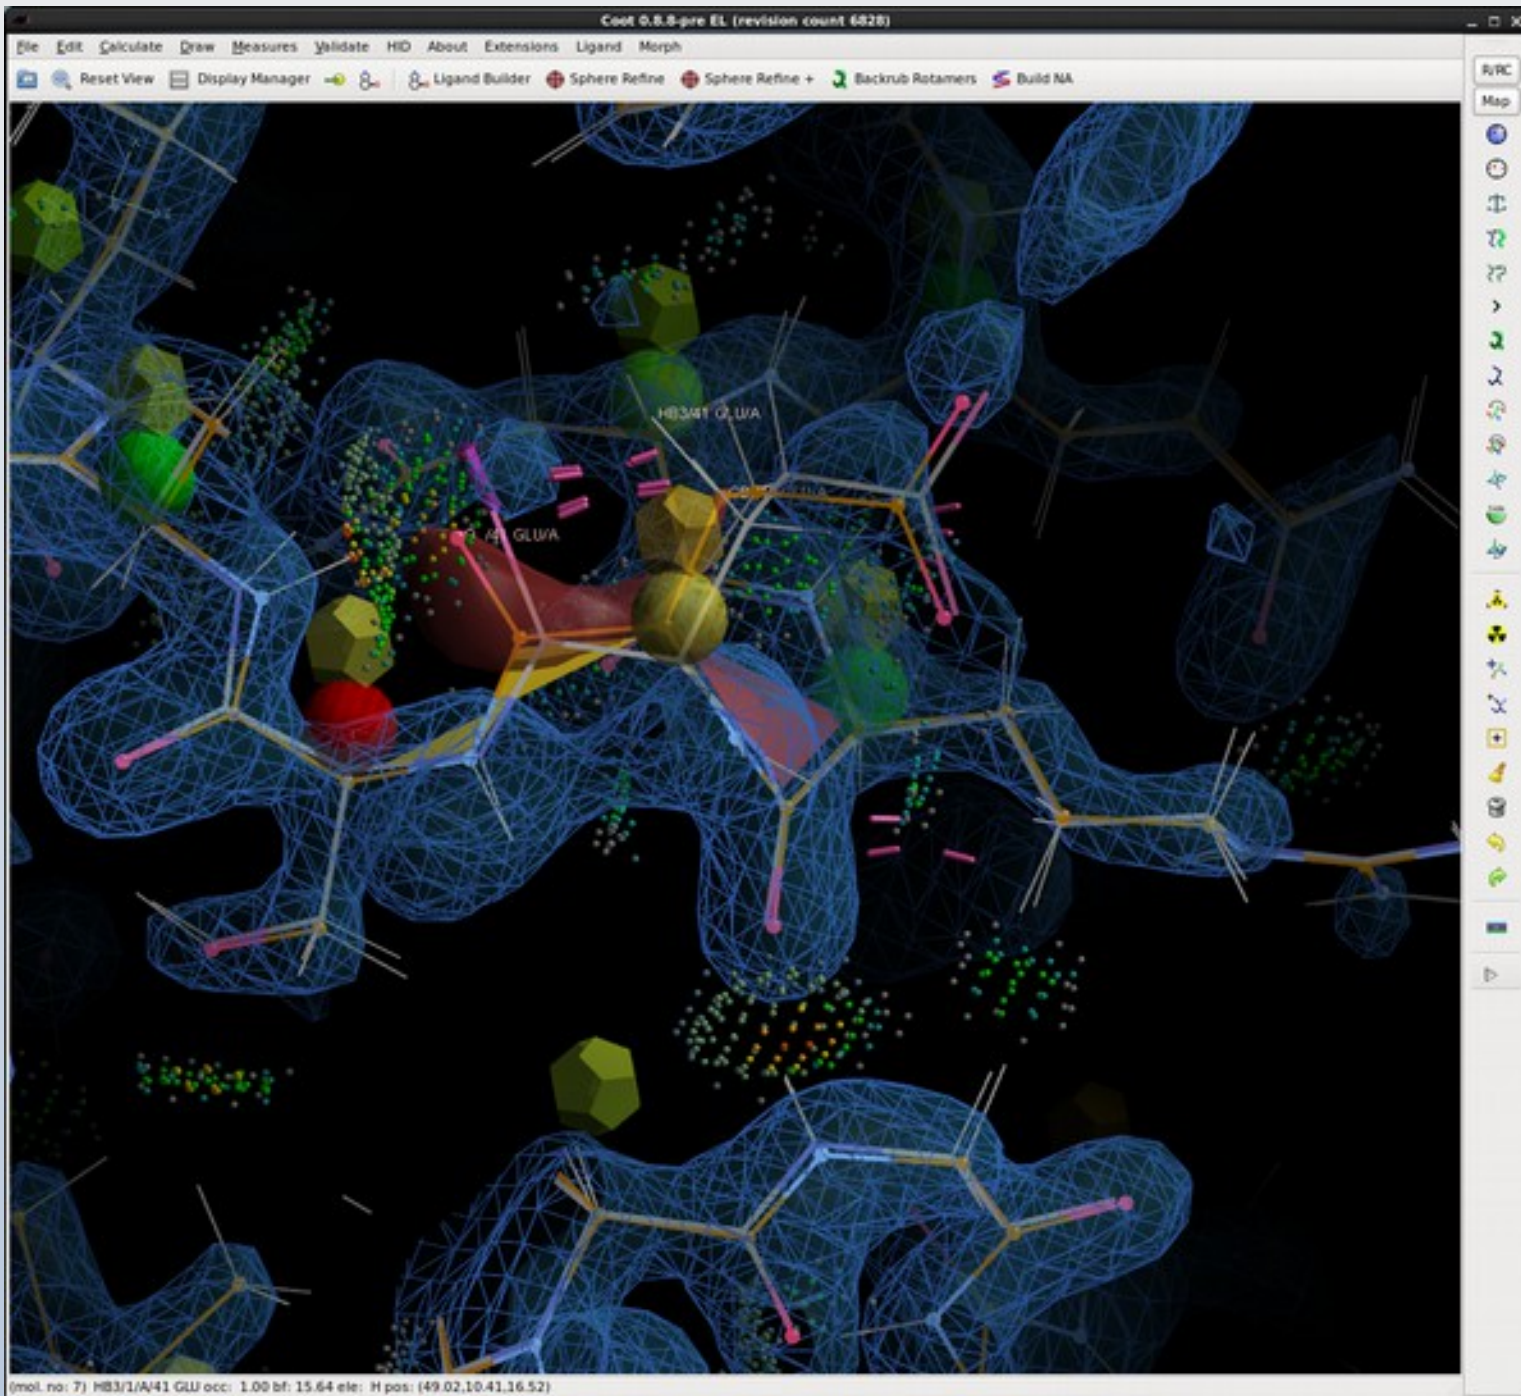 Coot 0.8.8-pre EL (revision count 6828)
File Edit Calculate Draw Measures Validate HID About Extensions Ligand Morph
Reset View Display Manager Ligand Builder Sphere Refine Sphere Refine + Backrub Rotamers Build NA
R/RC
Map
HB3/41 GLU/A
/41 GLU/A
(mol. no: 7) HB3/1/A/41 GLU occ: 1.00 bf: 15.64 ele: H pos: (49.02,10.41,16.52)